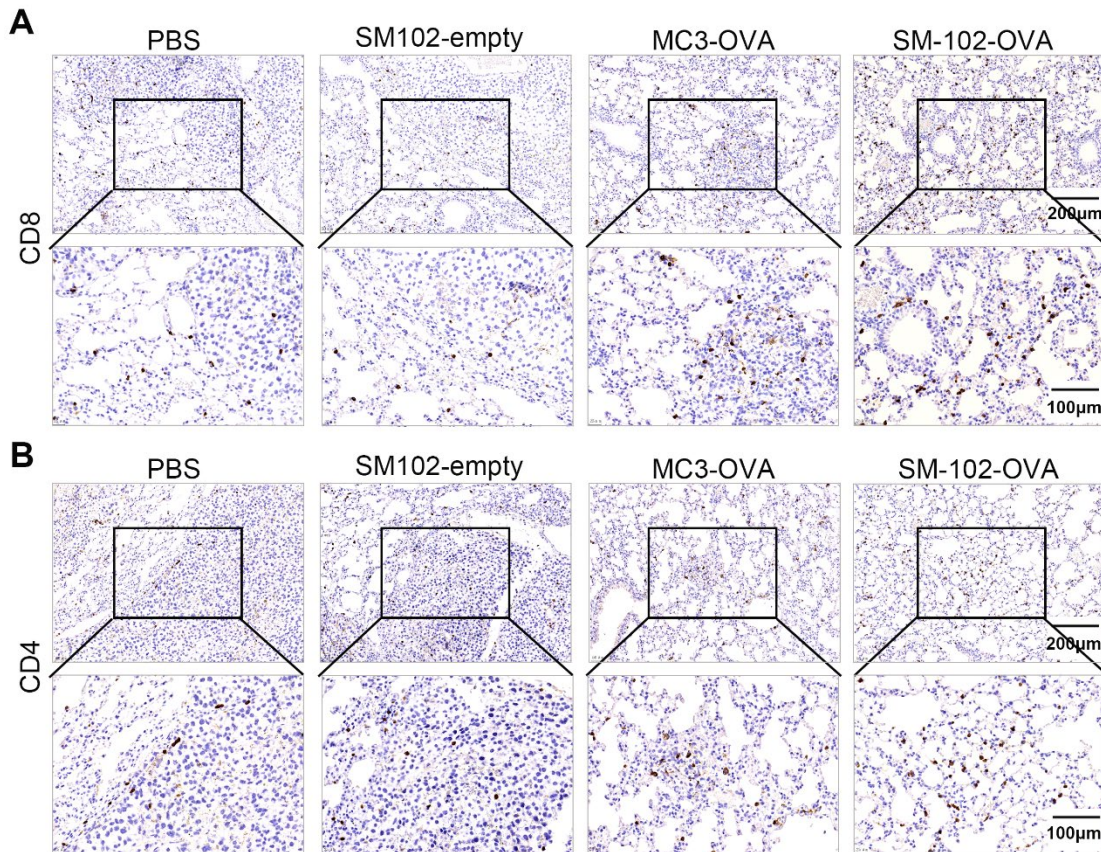 A
PBS SM102-empty MC3-OVA SM-102-OVA
CD8
200μm
100μm
B
PBS SM102-empty MC3-OVA SM-102-OVA
CD4
200μm
100μm